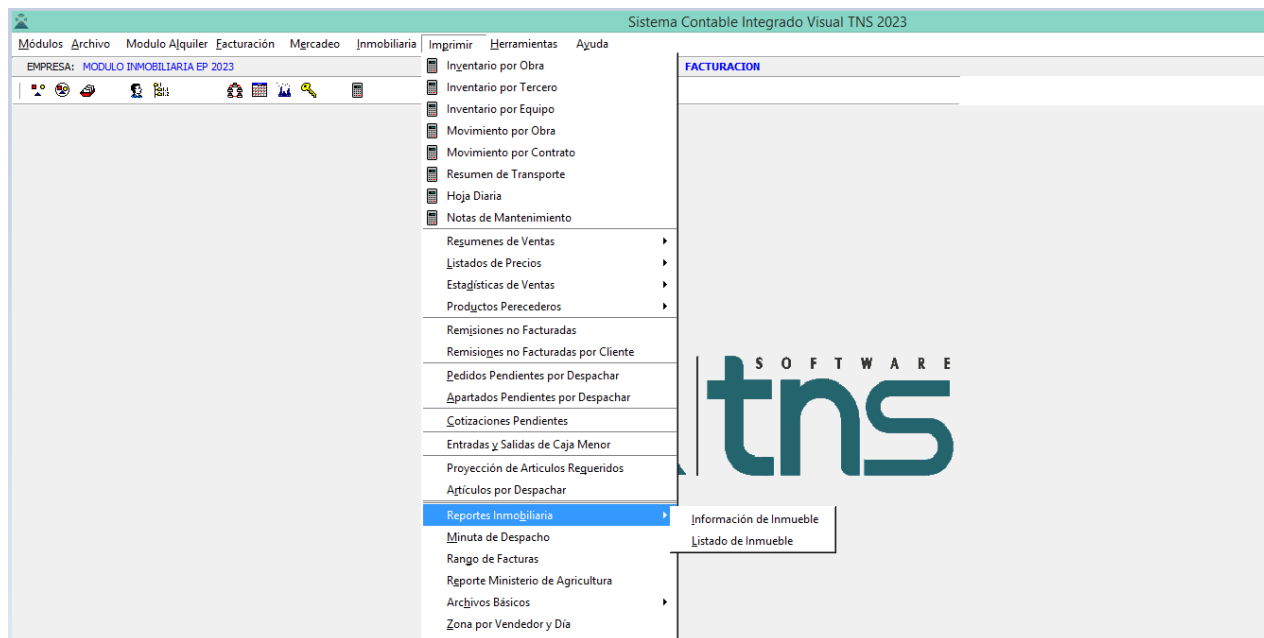 Sistema Contable Integrado Visual TNS 2023
Módulos Archivo Modulo Alquiler Facturación Mercadeo Inmobiliaria Imprimir Herramientas Ayuda
EMPRESA: MODULO INMOBILIARIA EP 2023 FACTURACION
Inventario por Obra
Inventario por Tercero
Inventario por Equipo
Movimiento por Obra
Movimiento por Contrato
Resumen de Transporte
Hoja Diaria
Notas de Mantenimiento
Resumenes de Ventas
Listados de Precios
Estadísticas de Ventas
Productos Perecederos
Remisiones no Facturadas
Remisiones no Facturadas por Cliente
SOFTWARE
Pedidos Pendientes por Despachar
Apartados Pendientes por Despachar
tns
Cotizaciones Pendientes
Entradas y Salidas de Caja Menor
Proyección de Articulos Requeridos
Artículos por Despachar
Reportes Inmobiliaria
Información de Inmueble
Listado de Inmueble
Minuta de Despacho
Rango de Facturas
Reporte Ministerio de Agricultura
Archivos Básicos
Zona por Vendedor y Día